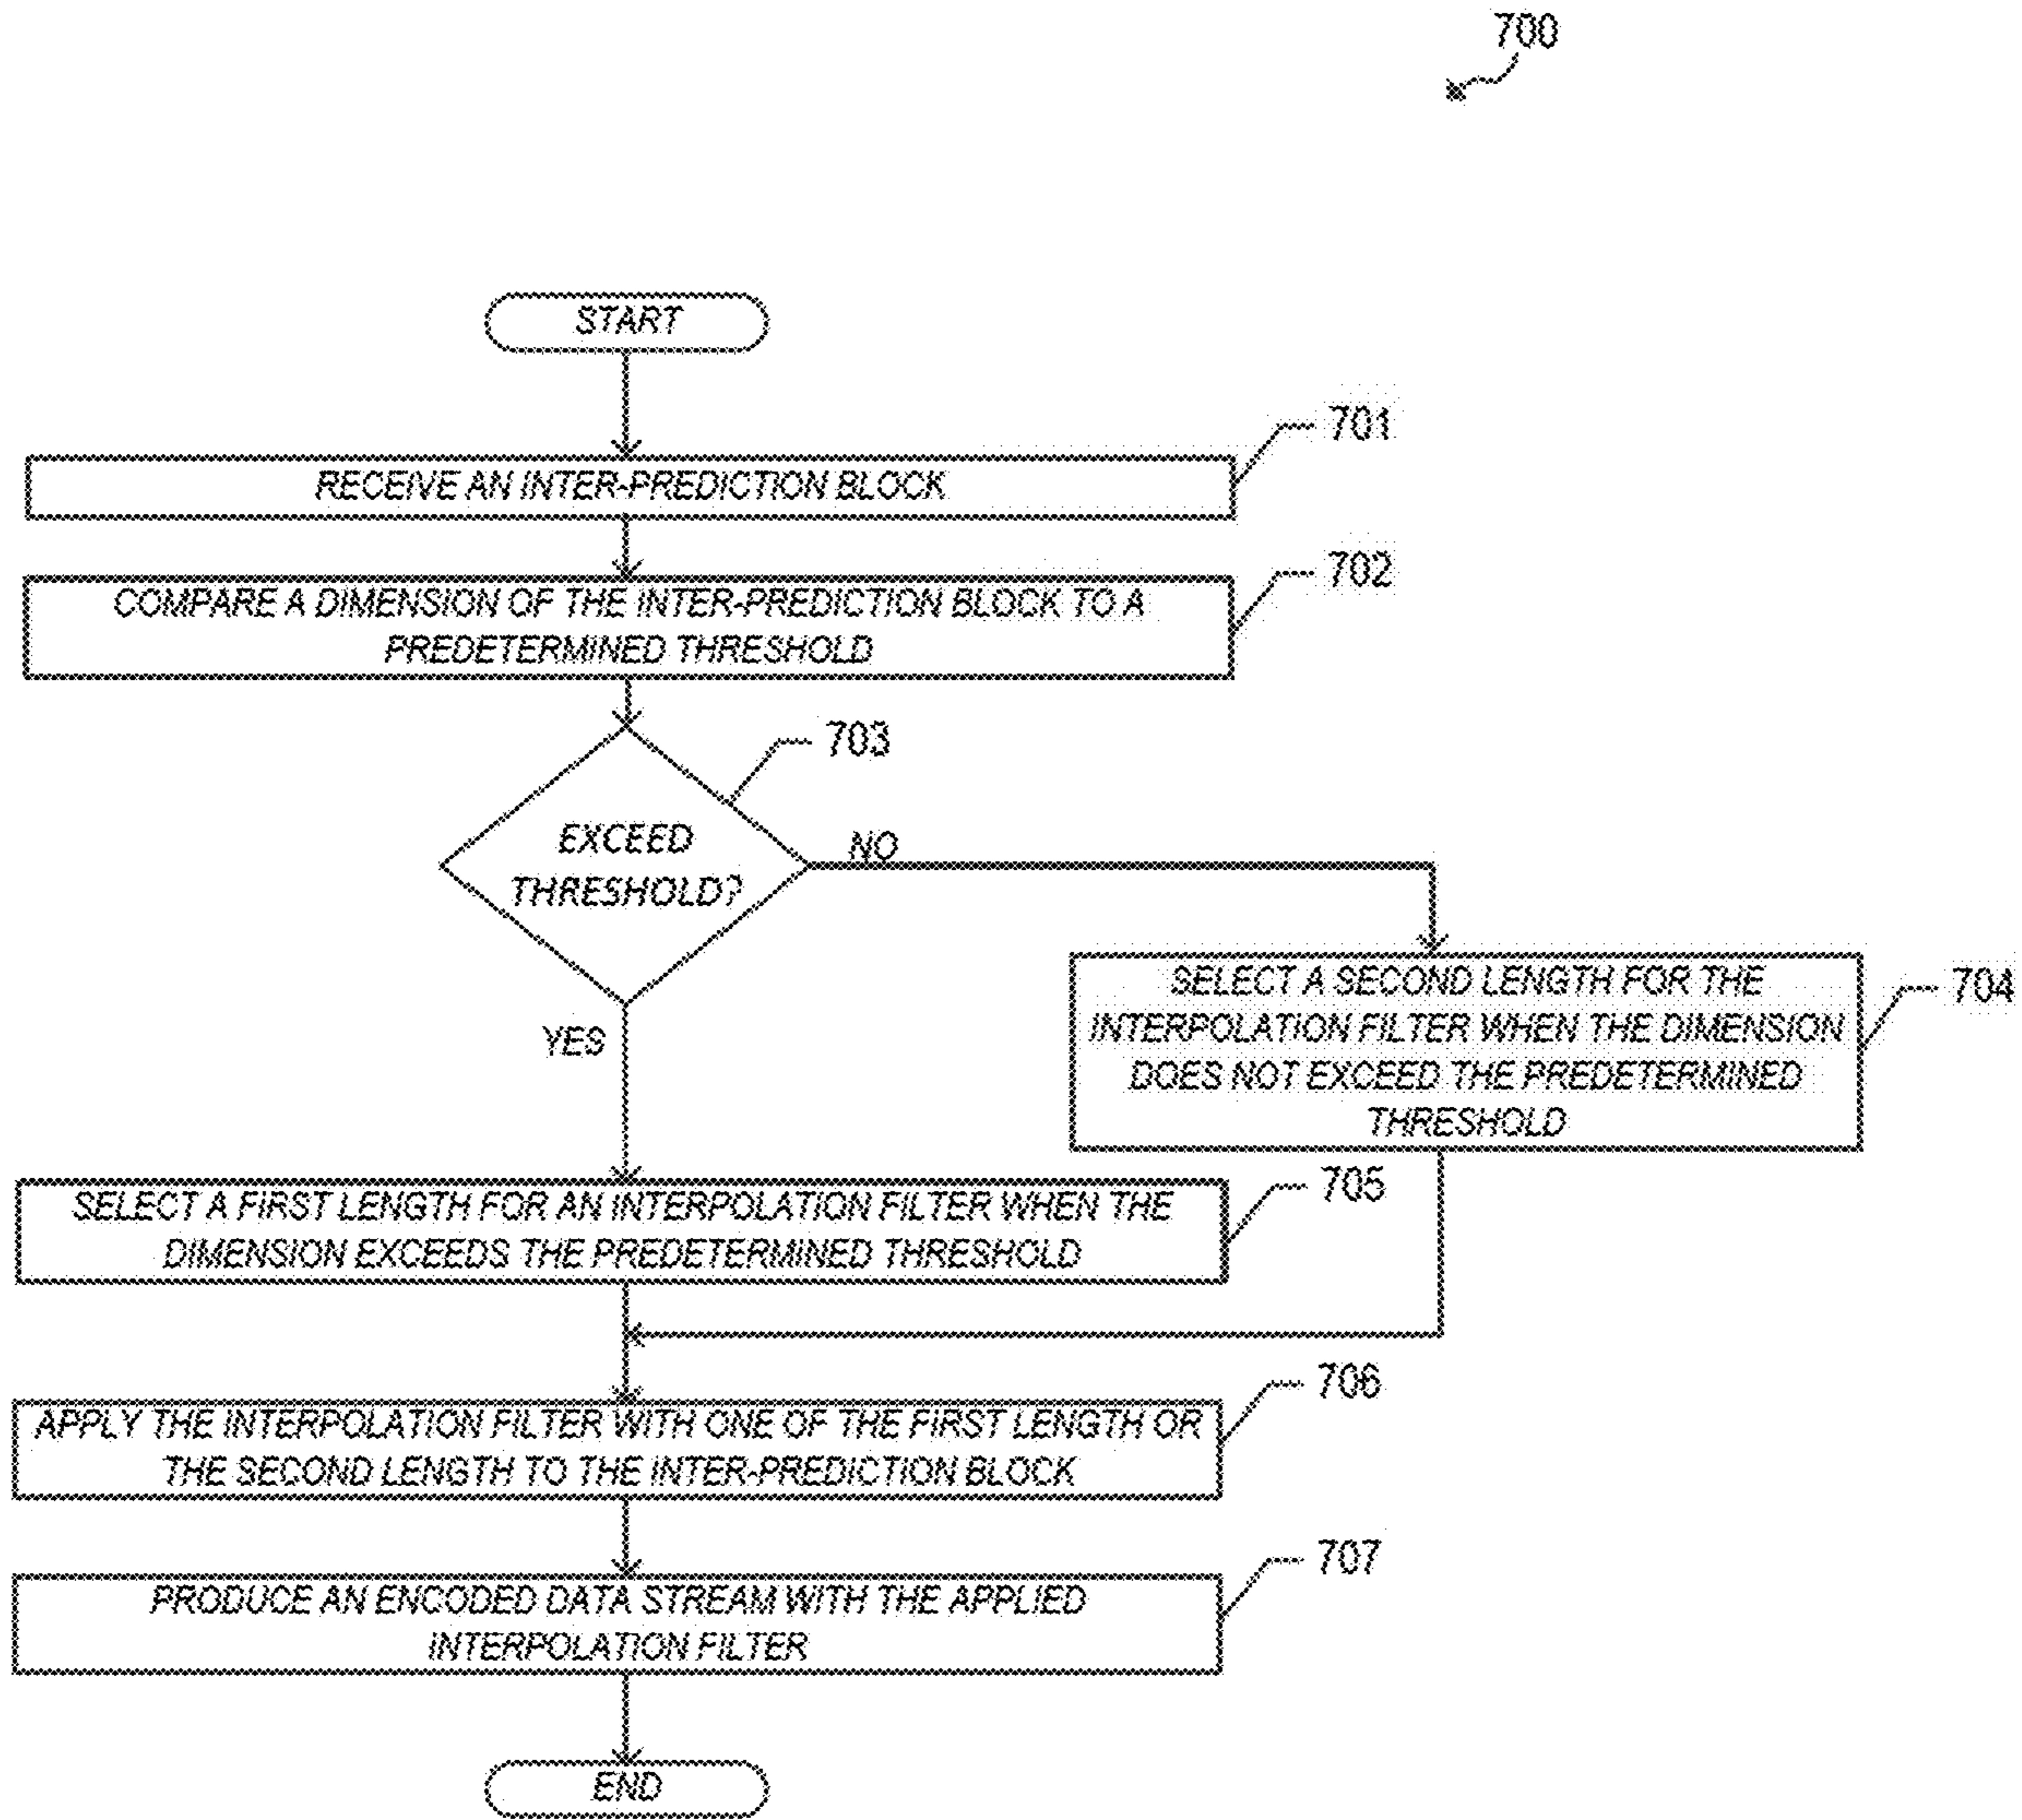 700
START
701
RECEIVE AN INTER-PREDICTION BLOCK
702
COMPARE A DIMENSION OF THE INTER-PREDICTION BLOCK TO A
PREDETERMINED THRESHOLD
703
EXCEED
THRESHOLD?
NO
YES
SELECT A SECOND LENGTH FOR THE
INTERPOLATION FILTER WHEN THE DIMENSION
DOES NOT EXCEED THE PREDETERMINED
THRESHOLD
704
705
SELECT A FIRST LENGTH FOR AN INTERPOLATION FILTER WHEN THE
DIMENSION EXCEEDS THE PREDETERMINED THRESHOLD
706
APPLY THE INTERPOLATION FILTER WITH ONE OF THE FIRST LENGTH OR
THE SECOND LENGTH TO THE INTER-PREDICTION BLOCK
707
PRODUCE AN ENCODED DATA STREAM WITH THE APPLIED
INTERPOLATION FILTER
END